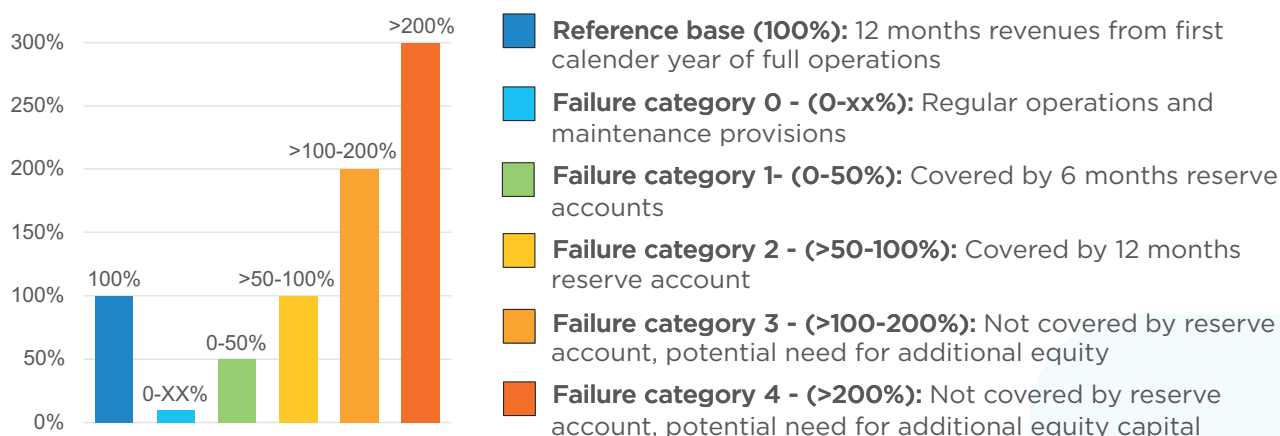 >200%
300%
250%
>100-200%
200%
150%
100%
>50-100%
100%
0-50%
50%
0-XX%
0%
Reference base (100%): 12 months revenues from first
calender year of full operations
Failure category 0 - (0-xx%): Regular operations and
maintenance provisions
Failure category 1- (0-50%): Covered by 6 months reserve
accounts
Failure category 2 - (>50-100%): Covered by 12 months
reserve account
Failure category 3 - (>100-200%): Not covered by reserve
account, potential need for additional equity
Failure category 4 - (>200%): Not covered by reserve
account, potential need for additional equity capital